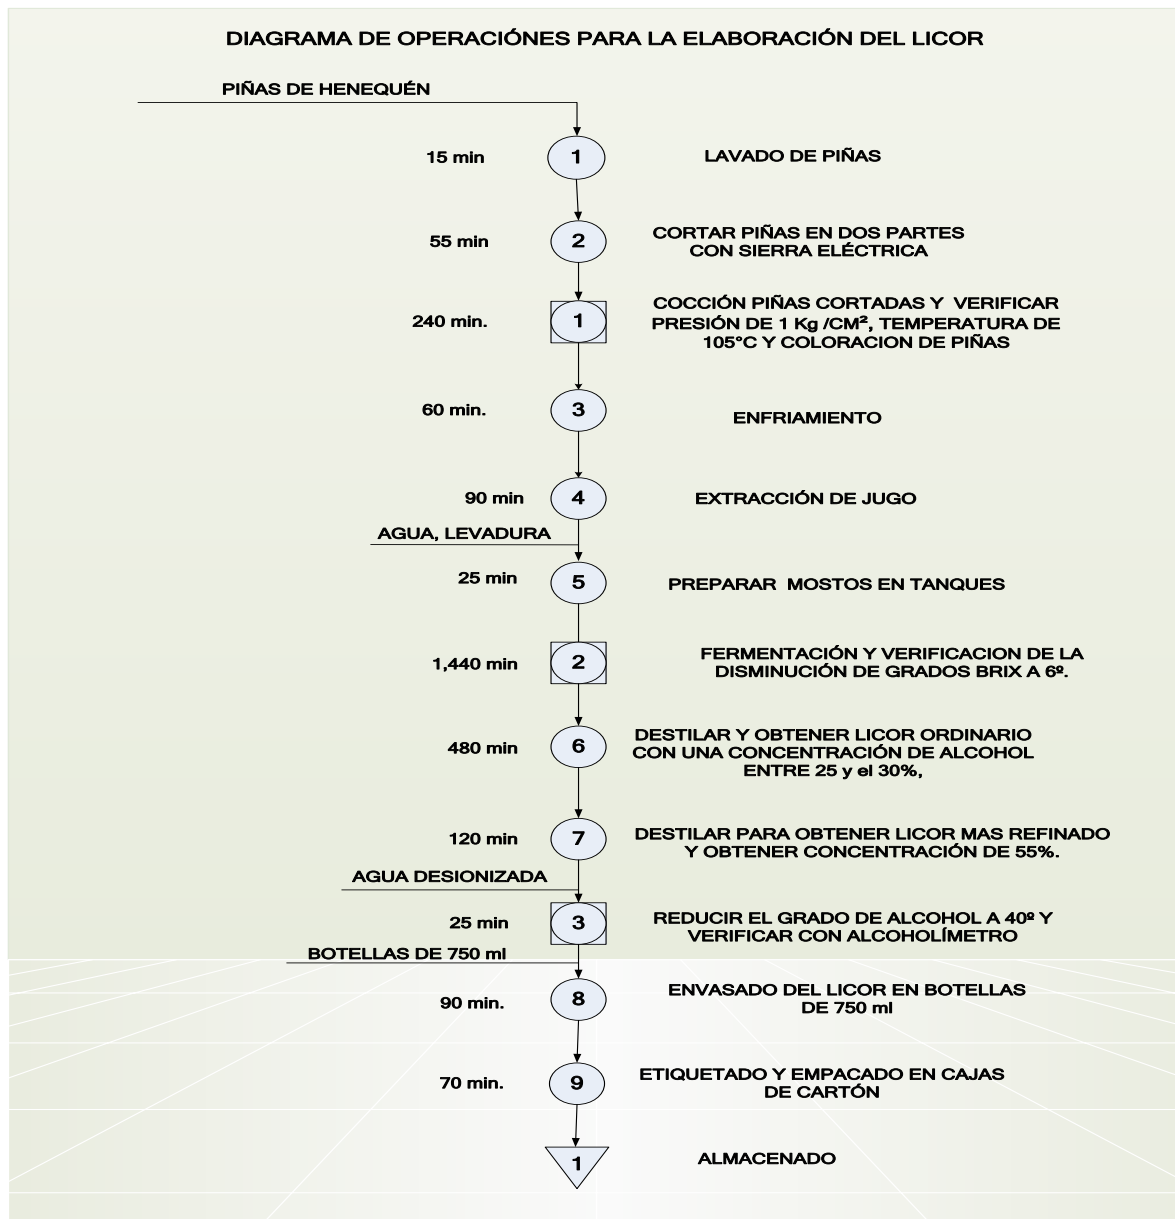 DIAGRAMA DE OPERACIÓNES PARA LA ELABORACIÓN DEL LICOR
PIÑAS DE HENEQUÉN
15 min
1
LAVADO DE PIÑAS
55 min
2
CORTAR PIÑAS EN DOS PARTES
CON SIERRA ELÉCTRICA
240 min.
1
COCCIÓN PIÑAS CORTADAS Y VERIFICAR
PRESIÓN DE 1 Kg /CM², TEMPERATURA DE
105°C Y COLORACION DE PIÑAS
60 min.
3
ENFRIAMIENTO
90 min
4
EXTRACCIÓN DE JUGO
AGUA, LEVADURA
25 min
5
PREPARAR MOSTOS EN TANQUES
1,440 min
2
FERMENTACIÓN Y VERIFICACION DE LA
DISMINUCIÓN DE GRADOS BRIX A 6º.
480 min
6
DESTILAR Y OBTENER LICOR ORDINARIO
CON UNA CONCENTRACIÓN DE ALCOHOL
ENTRE 25 y el 30%,
120 min
7
DESTILAR PARA OBTENER LICOR MAS REFINADO
Y OBTENER CONCENTRACIÓN DE 55%.
AGUA DESIONIZADA
25 min
3
REDUCIR EL GRADO DE ALCOHOL A 40º Y
VERIFICAR CON ALCOHOLÍMETRO
BOTELLAS DE 750 ml
90 min.
8
ENVASADO DEL LICOR EN BOTELLAS
DE 750 ml
70 min.
9
ETIQUETADO Y EMPACADO EN CAJAS
DE CARTÓN
1
ALMACENADO